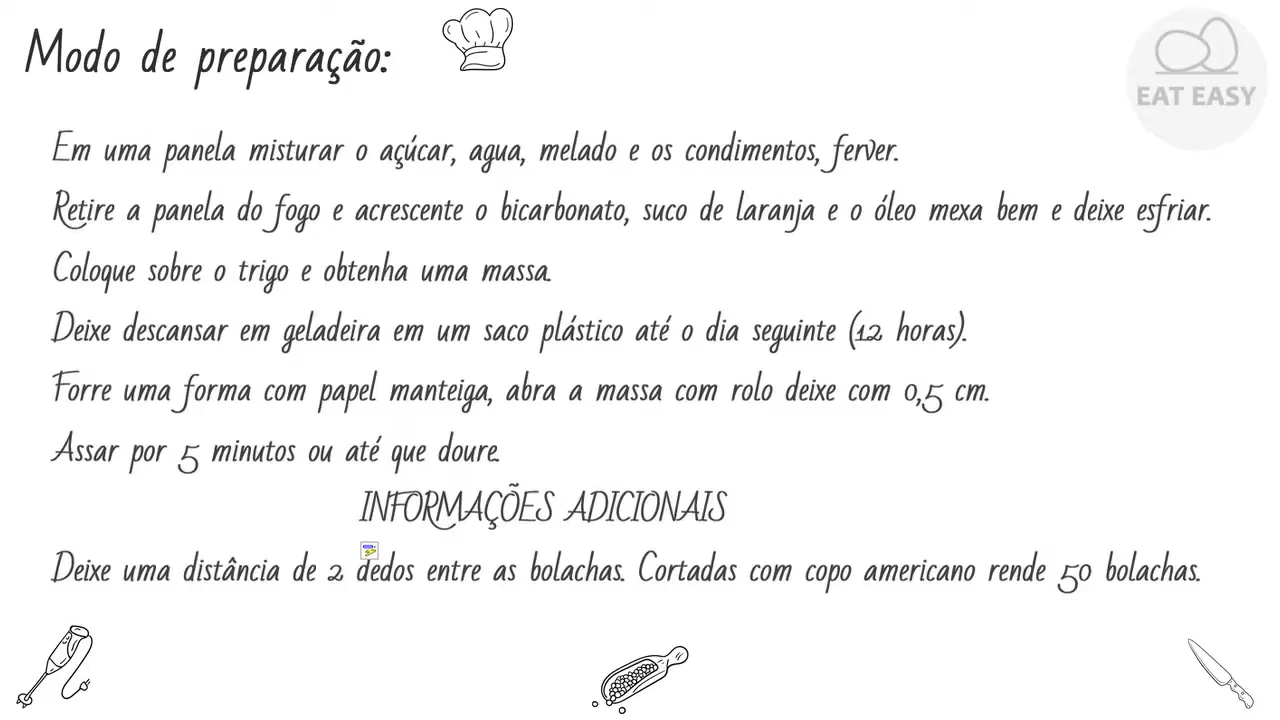 Modo de preparação:
EAT EASY
Em uma panela misturar o açúcar, agua, melado e os condimentos, ferver.
Retire a panela do fogo e acrescente o bicarbonato, suco de laranja e o óleo mexa bem e deixe esfriar.
Coloque sobre o trigo e obtenha uma massa.
Deixe descansar em geladeira em um saco plástico até o dia seguinte (12 horas).
Forre uma forma com papel manteiga, abra a massa com rolo deixe com 0,5 cm.
Assar por 5 minutos ou até que doure.
INFORMAÇÕES ADICIONAIS
Deixe uma distância de 2 dedos entre as bolachas. Cortadas com copo americano rende 50 bolachas.